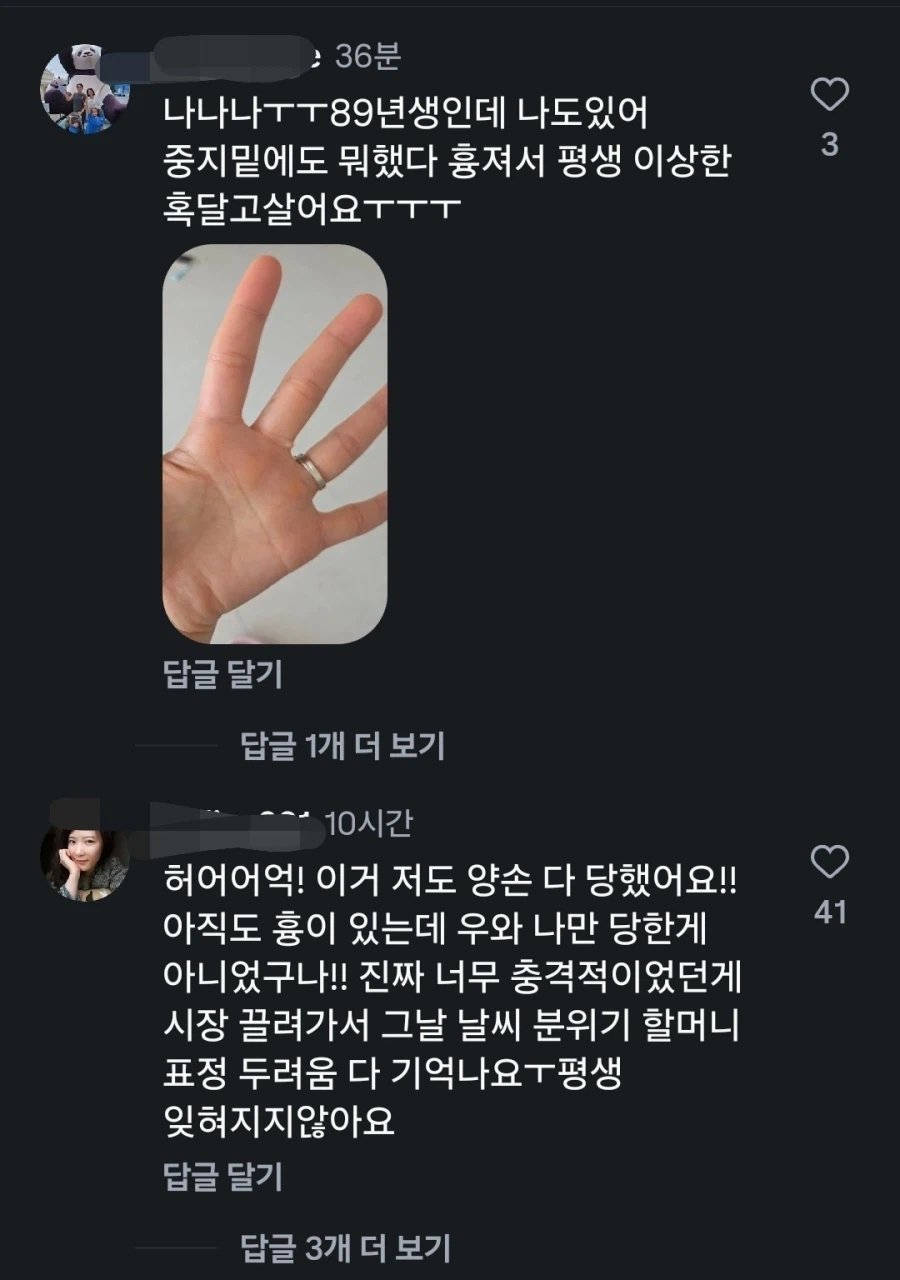 36분
나나나ㅜㅜ89년생인데 나도있어
중지밑에도 뭐했다 흉져서 평생 이상한
혹달고살어요ㅜㅜㅜ
3
답글 달기
답글 1개 더 보기
10시간
허어어억! 이거 저도 양손 다 당했어요!!
아직도 흉이 있는데 우와 나만 당한게
아니었구나!! 진짜 너무 충격적이었던게
시장 끌려가서 그날 날씨 분위기 할머니
표정 두려움 다 기억나요ㅜ평생
잊혀지지않아요
41
답글 달기
답글 3개 더 보기